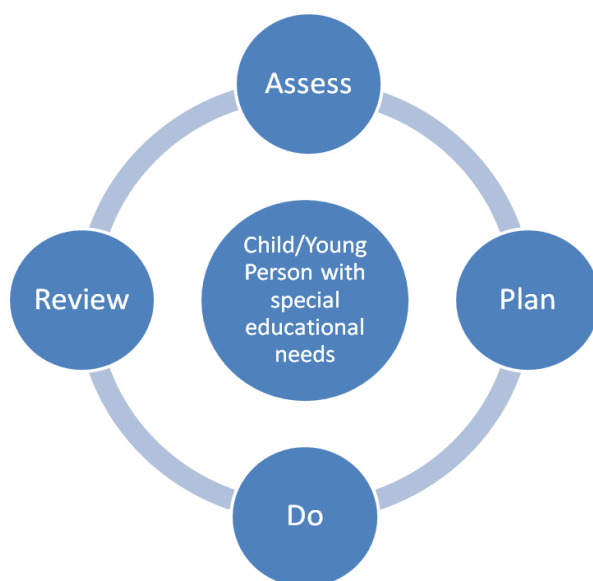 Assess
Child/Young
Person with
special
educational
needs
Review
Plan
Do